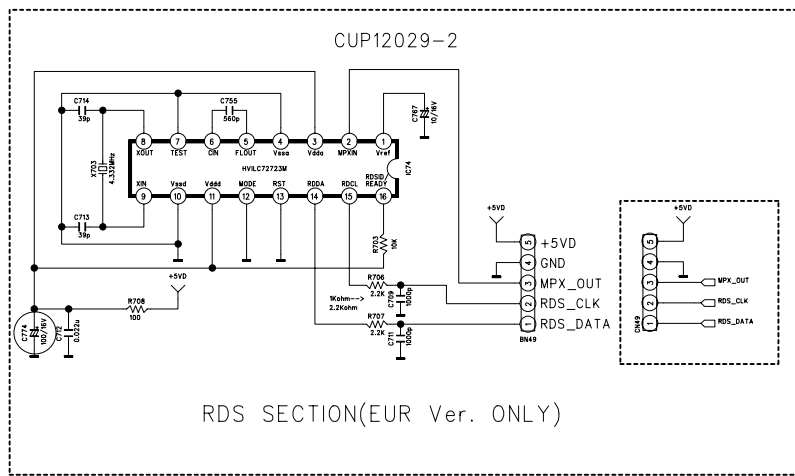 CUP12029-2
C714
39p
C755
560p
C767
10/16V
8
7
6
5
4
3
2
1
XOUT
TEST
CIN
FLOUT
Vssa
Vdda
MPXIN
Vref
X703
4.332MHz
HVILC72723M
IC74
XIN
Vssd
Vddd
MODE
RST
RDDA
RDCL
RDSID
READY
9
10
11
12
13
14
15
16
C713
39p
R703
10K
+5VD
5
+5VD
4
GND
3
MPX_OUT
2
RDS_CLK
1
RDS_DATA
BN49
+5VD
5
4
3
MPX_OUT
2
RDS_CLK
1
RDS_DATA
CN49
+5VD
R708
100
C774
100/16V
C712
0.022u
R706
2.2K
1Kohm-->
2.2Kohm
C709
1000p
R707
2.2K
C711
1000p
RDS SECTION(EUR Ver. ONLY)